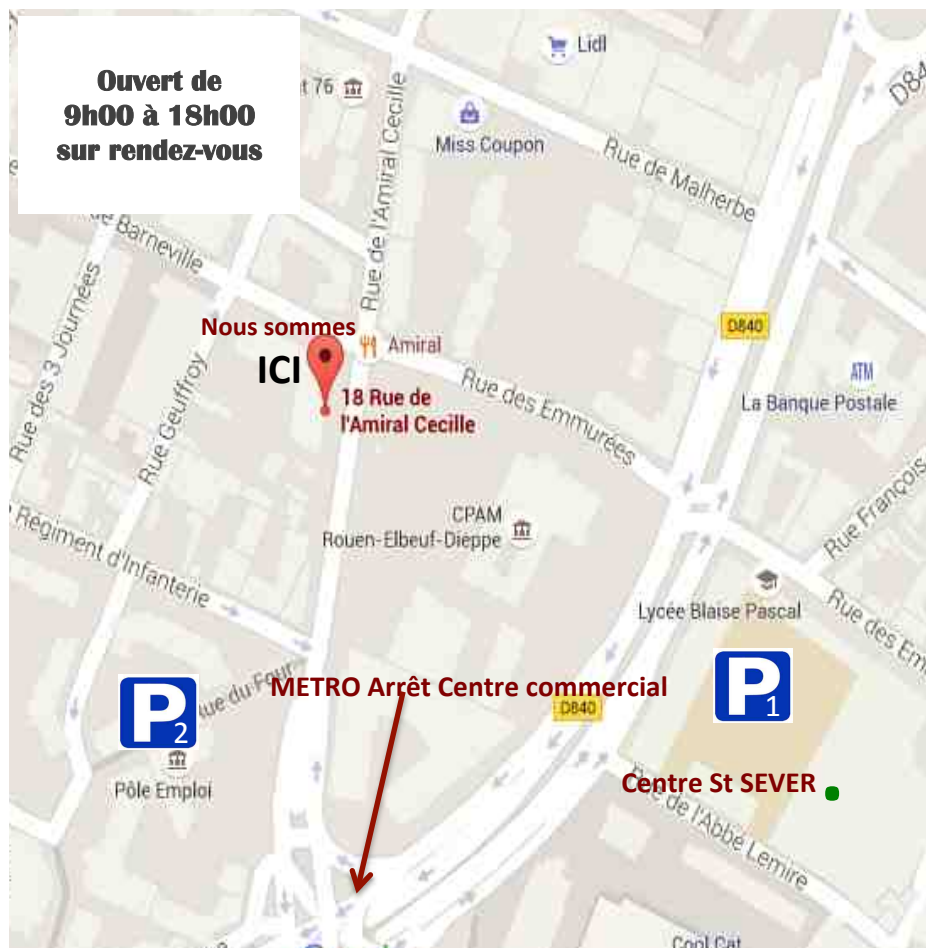 Ouvert de
9h00 à 18h00
sur rendez-vous
t 76
Lidl
D84
Miss Coupon
Rue de l'Amiral Cecille
Rue de Malherbe
de Barneville
Rue des 3 Journées
Rue Geuffroy
Nous sommes
ICI
Amiral
18 Rue de
l'Amiral Cecille
Rue des Emmurées
D840
ATM
La Banque Postale
Rue François
CPAM
Rouen-Elbeuf-Dieppe
Régiment d'Infanterie
Lycée Blaise Pascal
Rue des Em
Rue du Four
METRO Arrêt Centre commercial
D840
P1
P2
Pôle Emploi
Centre St SEVER
Rue de l'Abbé Lemire
Cool Cat